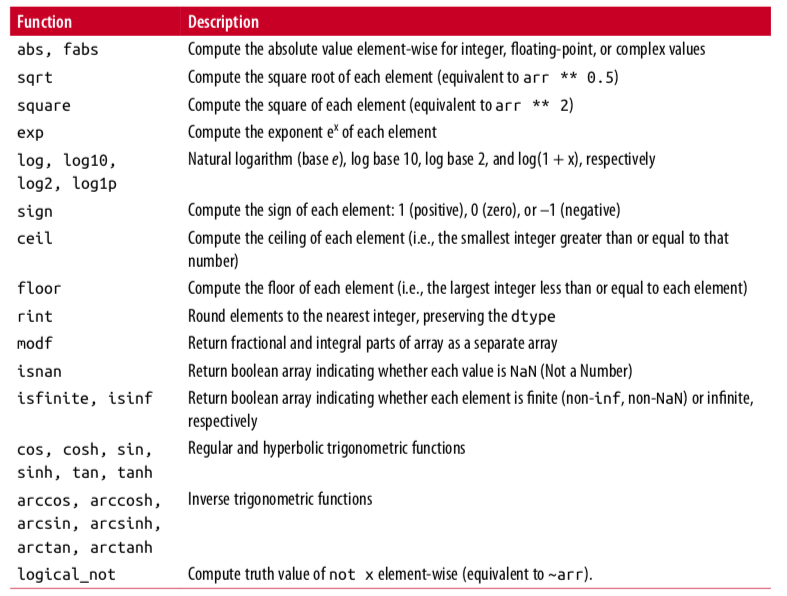 Function Description
abs, fabs Compute the absolute value element-wise for integer, floating-point, or complex values
sqrt Compute the square root of each element (equivalent to arr ** 0.5)
square Compute the square of each element (equivalent to arr ** 2)
exp Compute the exponent eˣ of each element
log, log10, Natural logarithm (base e), log base 10, log base 2, and log(1 + x), respectively
log2, log1p
sign Compute the sign of each element: 1 (positive), 0 (zero), or –1 (negative)
ceil Compute the ceiling of each element (i.e., the smallest integer greater than or equal to that
number)
floor Compute the floor of each element (i.e., the largest integer less than or equal to each element)
rint Round elements to the nearest integer, preserving the dtype
modf Return fractional and integral parts of array as a separate array
isnan Return boolean array indicating whether each value is NaN (Not a Number)
isfinite, isinf Return boolean array indicating whether each element is finite (non-inf, non-NaN) or infinite,
respectively
cos, cosh, sin, Regular and hyperbolic trigonometric functions
sinh, tan, tanh
arccos, arccosh, Inverse trigonometric functions
arcsin, arcsinh,
arctan, arctanh
logical_not Compute truth value of not x element-wise (equivalent to ~arr).